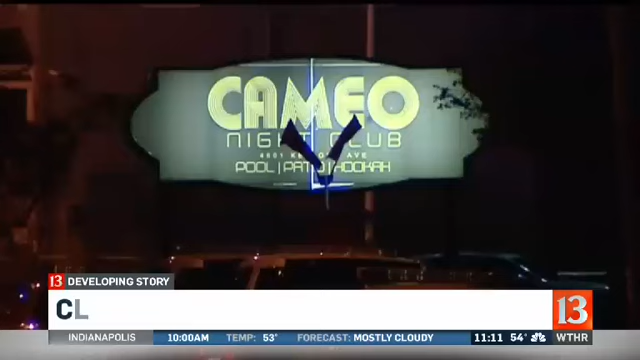 CAMEO
NIGHT CLUB
POOL | PATIO | HOOKAH
13 DEVELOPING STORY
CL
13
INDIANAPOLIS 10:00AM TEMP: 53° FORECAST: MOSTLY CLOUDY 11:11 54° WTHR